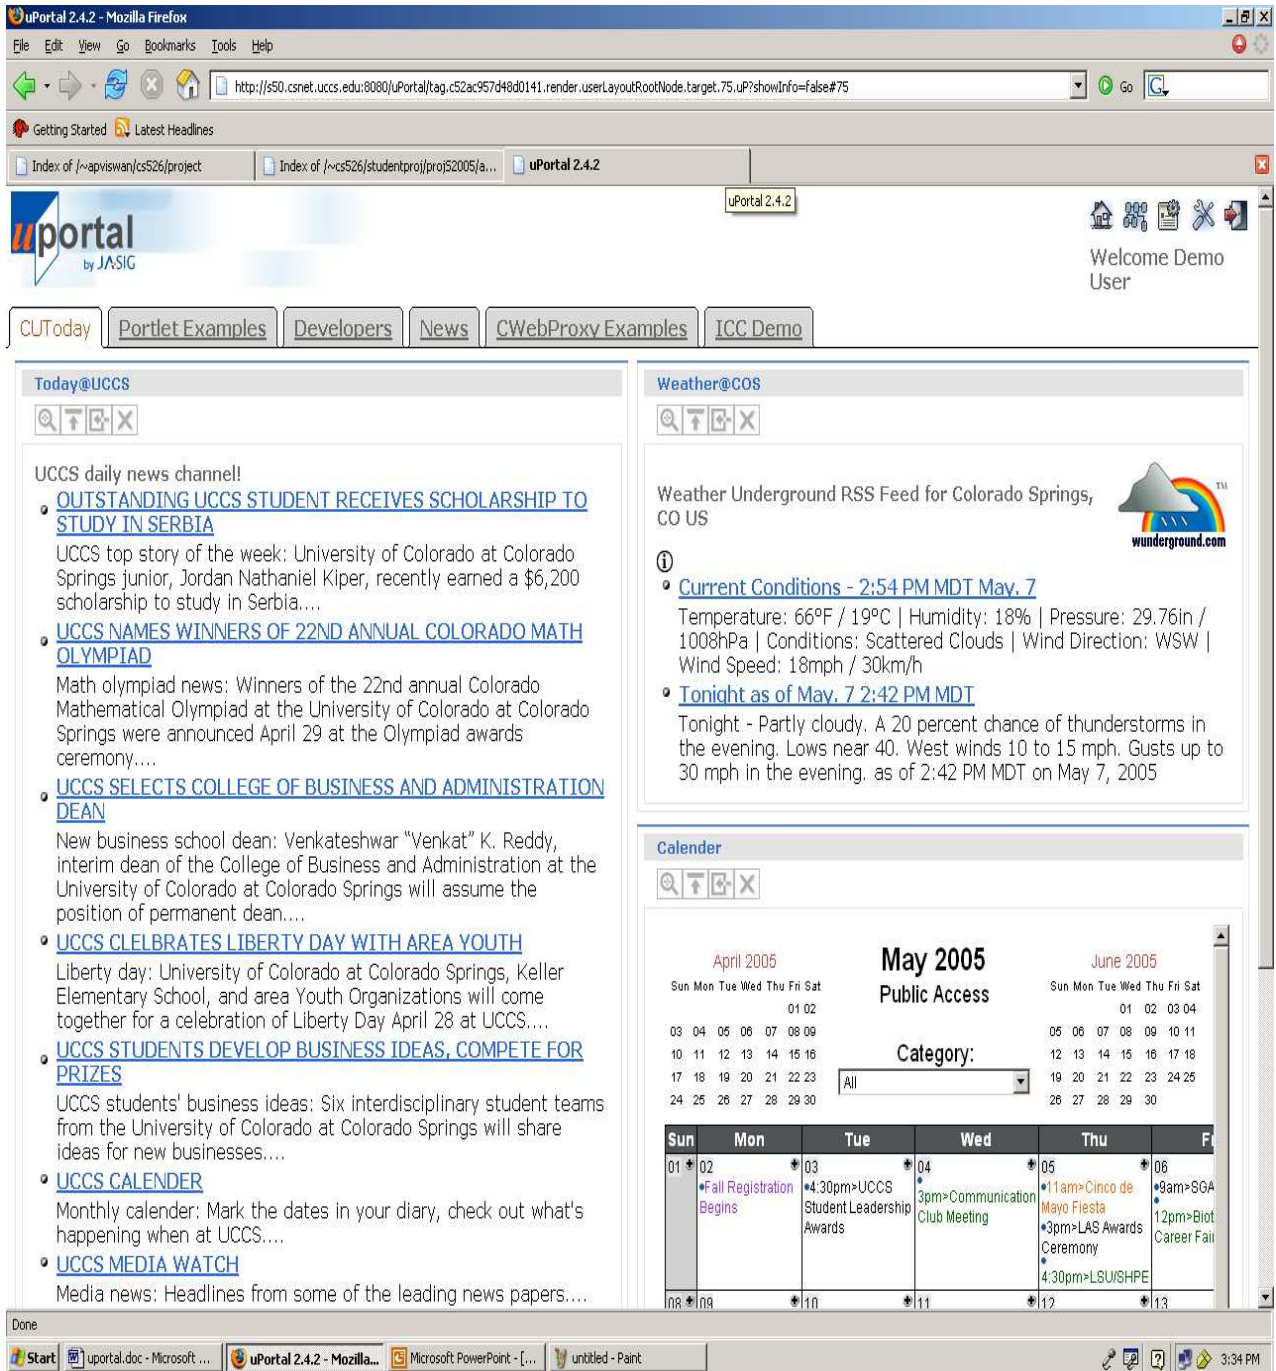 uPortal 2.4.2 - Mozilla Firefox
File Edit View Go Bookmarks Tools Help
http://s50.csnet.uccs.edu:8080/uPortal/tag.c52ac957d48d0141.render.userLayoutRootNode.target.75.uP?showInfo=false#75
Go
G
Getting Started Latest Headlines
Index of /~apviswan/cs526/project
Index of /~cs526/studentproj/proj52005/a...
uPortal 2.4.2
uPortal 2.4.2
uportal
by JA-SIG
Welcome Demo
User
CUToday Portlet Examples Developers News CWebProxy Examples ICC Demo
Today@UCCS
UCCS daily news channel!
OUTSTANDING UCCS STUDENT RECEIVES SCHOLARSHIP TO
STUDY IN SERBIA
UCCS top story of the week: University of Colorado at Colorado
Springs junior, Jordan Nathaniel Kiper, recently earned a $6,200
scholarship to study in Serbia....
UCCS NAMES WINNERS OF 22ND ANNUAL COLORADO MATH
OLYMPIAD
Math olympiad news: Winners of the 22nd annual Colorado
Mathematical Olympiad at the University of Colorado at Colorado
Springs were announced April 29 at the Olympiad awards
ceremony....
UCCS SELECTS COLLEGE OF BUSINESS AND ADMINISTRATION
DEAN
New business school dean: Venkateshwar "Venkat" K. Reddy,
interim dean of the College of Business and Administration at the
University of Colorado at Colorado Springs will assume the
position of permanent dean....
UCCS CLELBRATES LIBERTY DAY WITH AREA YOUTH
Liberty day: University of Colorado at Colorado Springs, Keller
Elementary School, and area Youth Organizations will come
together for a celebration of Liberty Day April 28 at UCCS....
UCCS STUDENTS DEVELOP BUSINESS IDEAS, COMPETE FOR
PRIZES
UCCS students' business ideas: Six interdisciplinary student teams
from the University of Colorado at Colorado Springs will share
ideas for new businesses....
UCCS CALENDER
Monthly calender: Mark the dates in your diary, check out what's
happening when at UCCS....
UCCS MEDIA WATCH
Media news: Headlines from some of the leading news papers....
Weather@COS
Weather Underground RSS Feed for Colorado Springs,
CO US
TM
wunderground.com
Current Conditions - 2:54 PM MDT May. 7
Temperature: 66°F / 19°C | Humidity: 18% | Pressure: 29.76in /
1008hPa | Conditions: Scattered Clouds | Wind Direction: WSW |
Wind Speed: 18mph / 30km/h
Tonight as of May. 7 2:42 PM MDT
Tonight - Partly cloudy. A 20 percent chance of thunderstorms in
the evening. Lows near 40. West winds 10 to 15 mph. Gusts up to
30 mph in the evening. as of 2:42 PM MDT on May 7, 2005
Calender
April 2005
Sun Mon Tue Wed Thu Fri Sat
01 02
03 04 05 06 07 08 09
10 11 12 13 14 15 16
17 18 19 20 21 22 23
24 25 26 27 28 29 30
May 2005
Public Access
Category:
All
June 2005
Sun Mon Tue Wed Thu Fri Sat
01 02 03 04
05 06 07 08 09 10 11
12 13 14 15 16 17 18
19 20 21 22 23 24 25
26 27 28 29 30
Sun Mon Tue Wed Thu Fr
01
02
Fall Registration
Begins
03
4:30pm>UCCS
Student Leadership
Awards
04
3pm>Communication
Club Meeting
05
11am>Cinco de
Mayo Fiesta
3pm>LAS Awards
Ceremony
4:30pm>LSU/SHPE
06
9am>SGA
12pm>Biot
Career Fai
08 09 10 11 12 13
Done
Start uportal.doc - Microsoft ... uPortal 2.4.2 - Mozilla... Microsoft PowerPoint - [... untitled - Paint 3:34 PM